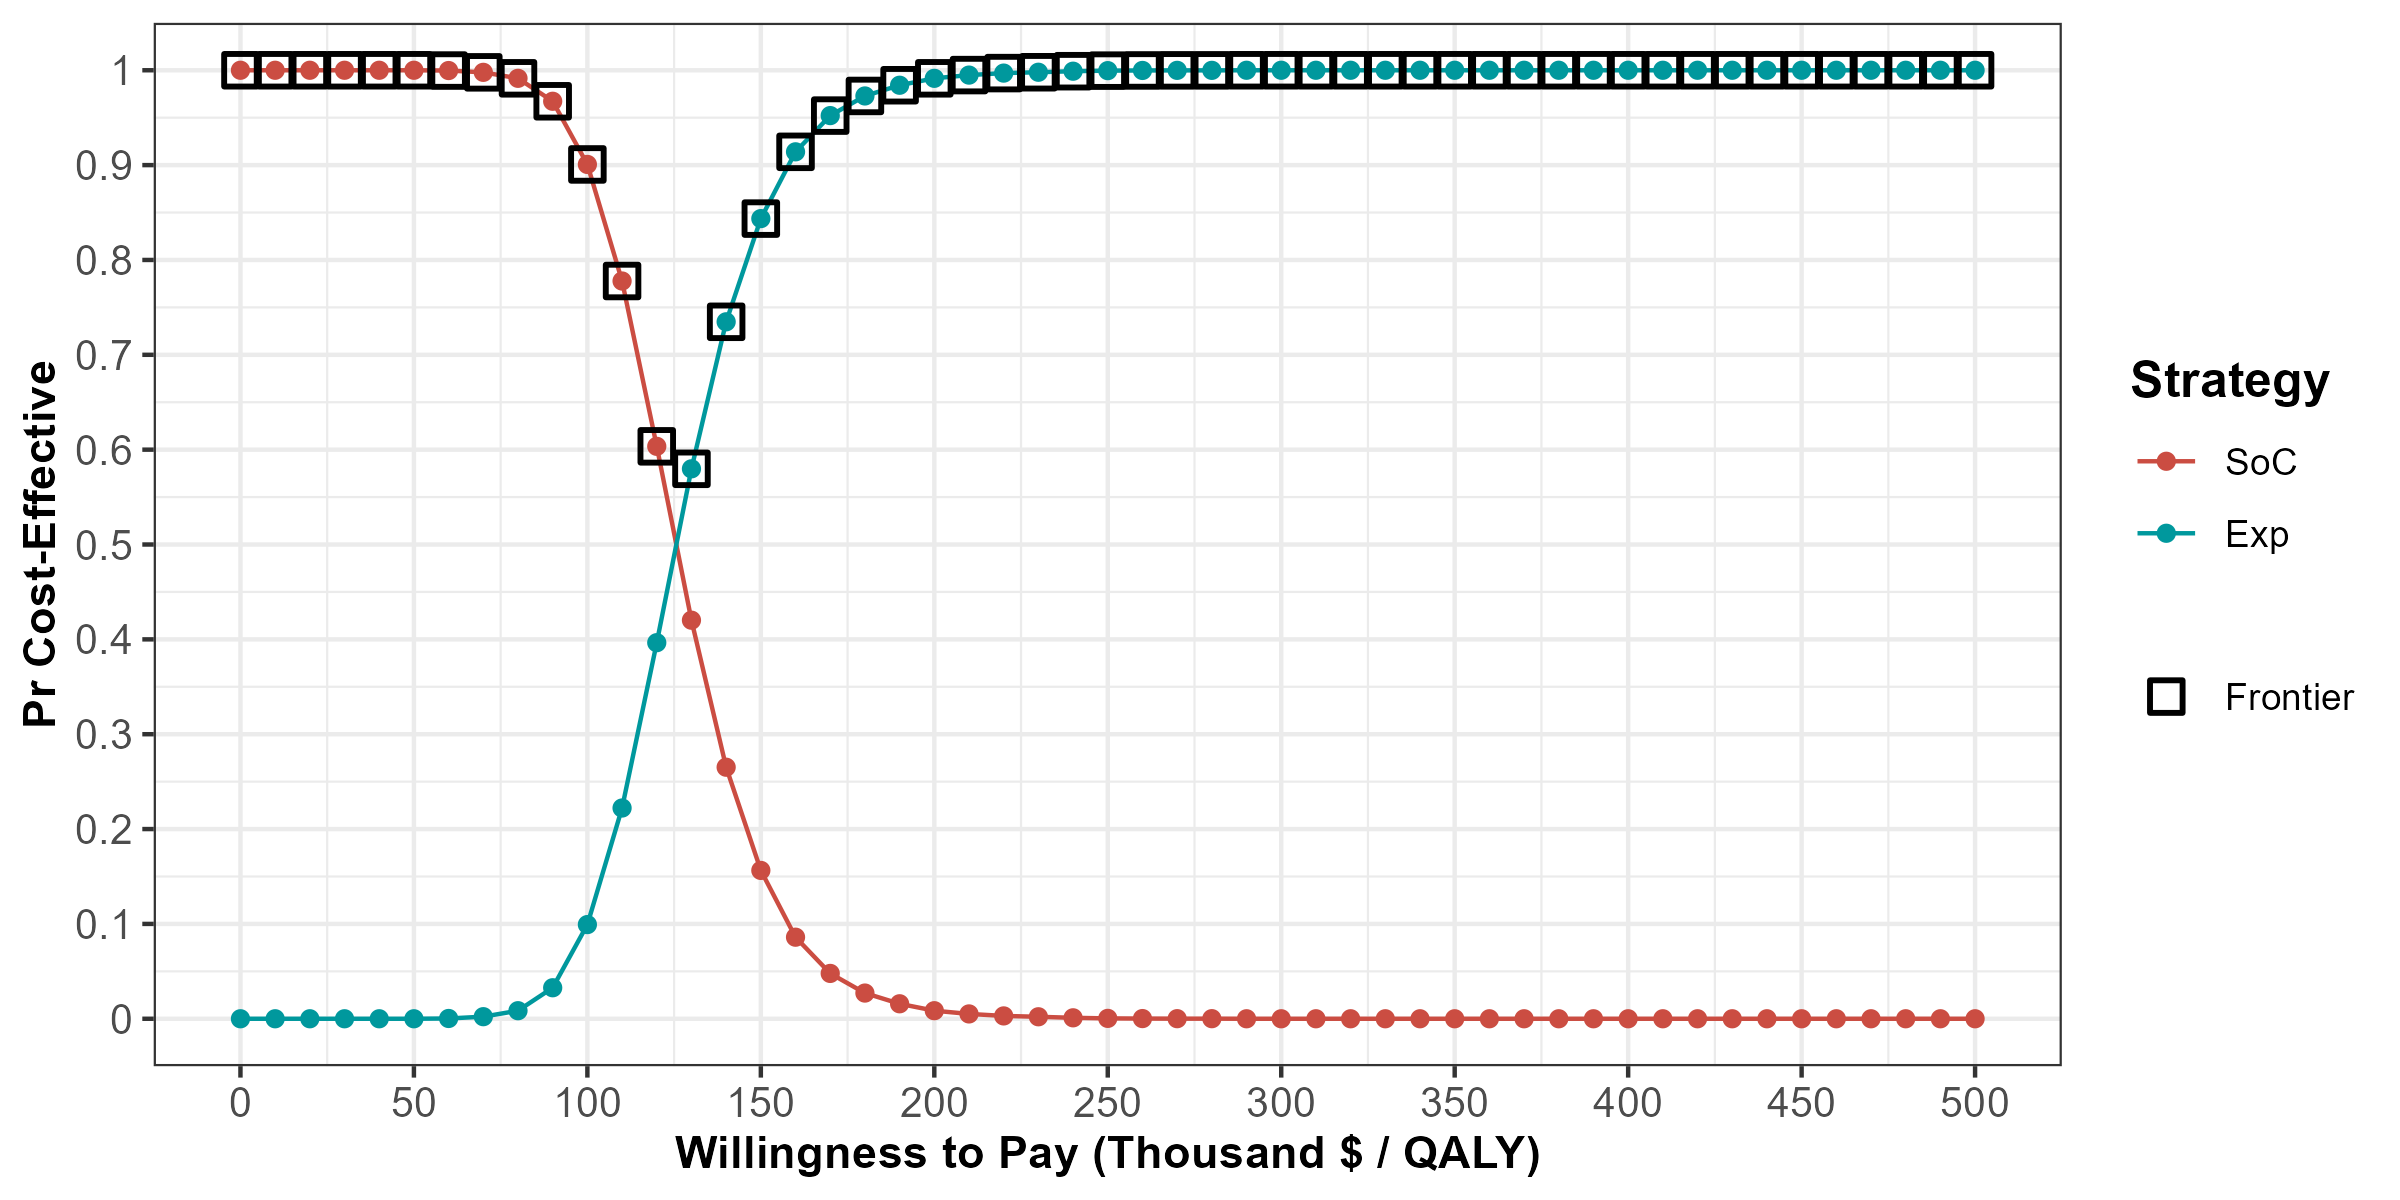 Pr Cost-Effective
1
0.9
0.8
0.7
0.6
0.5
0.4
0.3
0.2
0.1
0
0 50 100 150 200 250 300 350 400 450 500
Willingness to Pay (Thousand $ / QALY)
Strategy
SoC
Exp
Frontier